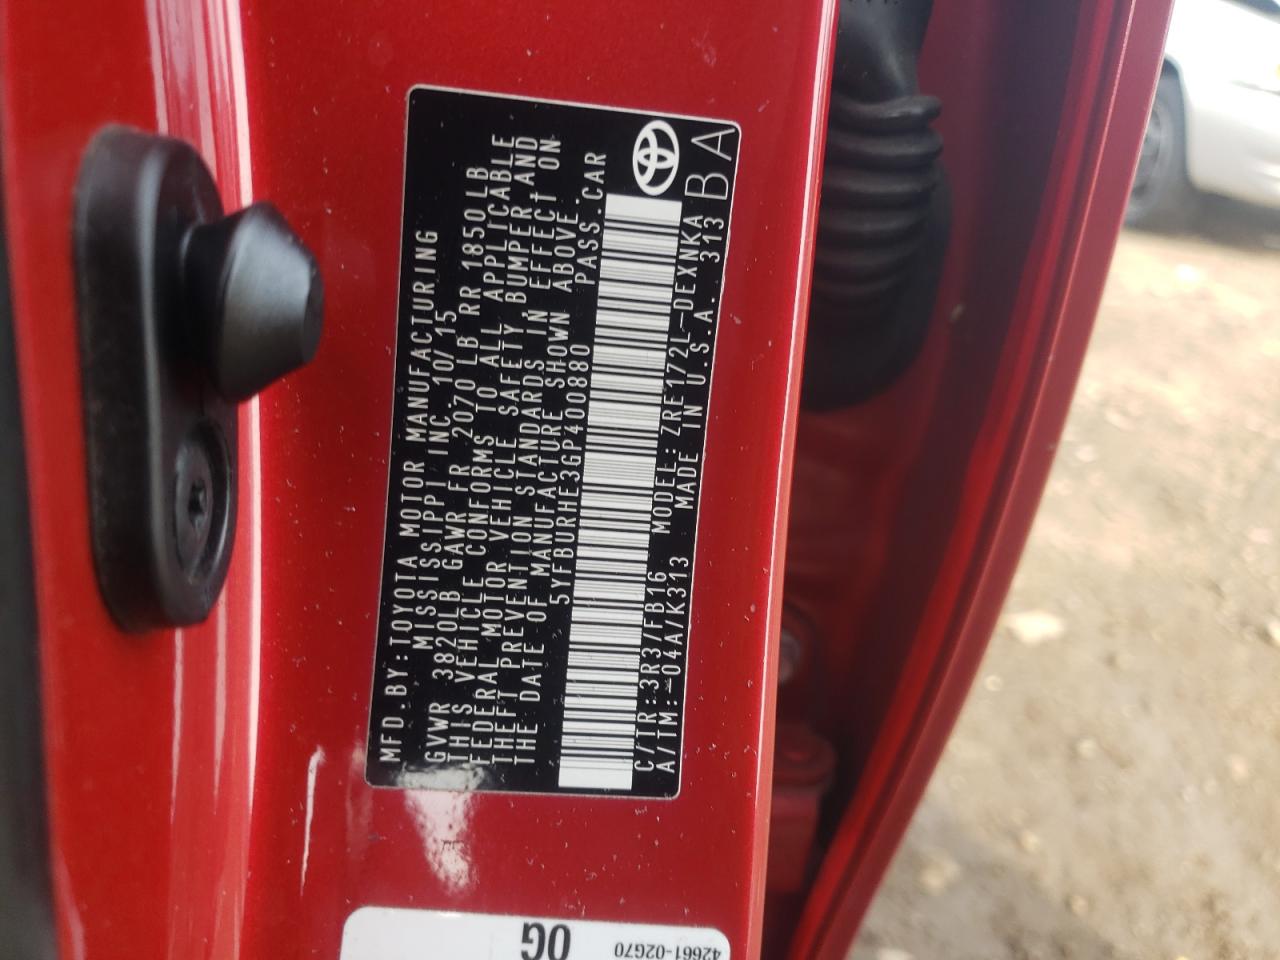 MFD.BY:TOYOTA MOTOR MANUFACTURING
MISSISSIPPI INC. 10/15
GVWR 3820LB GAWR FR 2070 LB RR 1850LB
THIS VEHICLE CONFORMS TO ALL APPLICABLE
FEDERAL MOTOR VEHICLE SAFETY, BUMPER, AND
THEFT PREVENTION STANDARDS IN EFFECT ON
THE DATE OF MANUFACTURE SHOWN ABOVE.
5YFBURHE3GP400880 PASS.CAR
C/TR:3R3/FB16 MODEL:ZRE172L-DEXNKA
A/TM:-04A/K313 MADE IN U.S.A. 313 BA
0G
42661-02G70